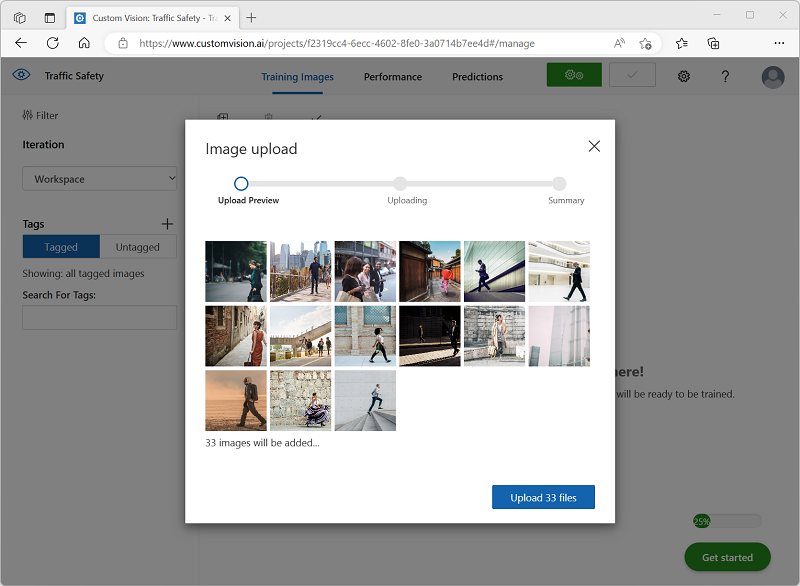 Custom Vision: Traffic Safety - Tra
https://www.customvision.ai/projects/f2319cc4-6ecc-4602-8fe0-3a0714b7ee4d#/manage
Traffic Safety
Training Images
Performance
Predictions
Filter
Iteration
Workspace
Tags
Tagged
Untagged
Showing: all tagged images
Search For Tags:
Image upload
Upload Preview
Uploading
Summary
33 images will be added...
Upload 33 files
here!
will be ready to be trained.
25%
Get started